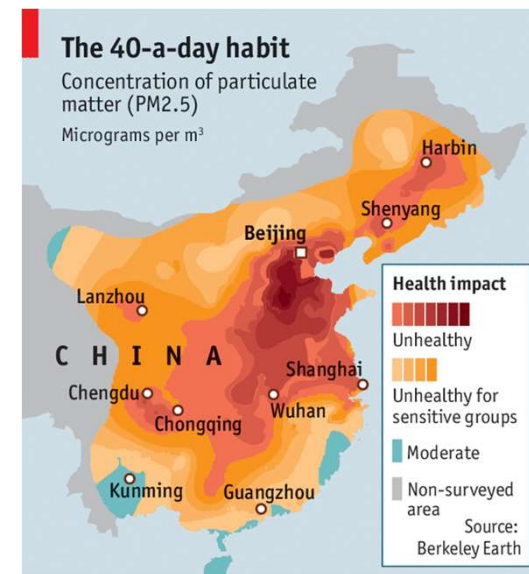 The 40-a-day habit
Concentration of particulate
matter (PM2.5)
Micrograms per m³
Harbin
Shenyang
Beijing
Lanzhou
CHINA
Shanghai
Chengdu
Wuhan
Chongqing
Kunming
Guangzhou
Health impact
Unhealthy
Unhealthy for
sensitive groups
Moderate
Non-surveyed
area
Source:
Berkeley Earth